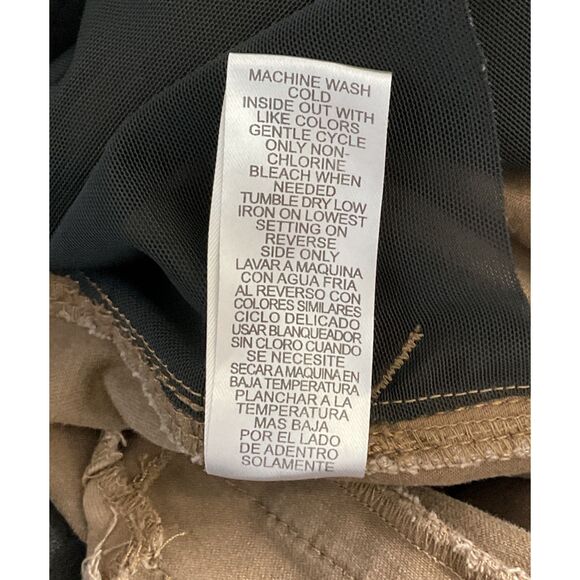 MACHINE WASH
COLD
INSIDE OUT WITH
LIKE COLORS
GENTLE CYCLE
ONLY NON-
CHLORINE
BLEACH WHEN
NEEDED
TUMBLE DRY LOW
IRON ON LOWEST
SETTING ON
REVERSE
SIDE ONLY
LAVAR A MAQUINA
CON AGUA FRIA
AL REVERSO CON
COLORES SIMILARES
CICLO DELICADO
USAR BLANQUEADOR
SIN CLORO CUANDO
SE NECESITE
SECAR A MAQUINA EN
BAJA TEMPERATURA
PLANCHAR A LA
TEMPERATURA
MAS BAJA
POR EL LADO
DE ADENTRO
SOLAMENTE